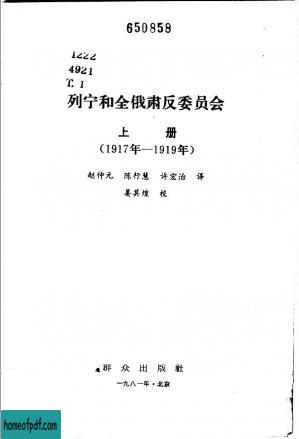 650858
1222
4921
T. 1
列宁和全俄肃反委员会
上 册
(1917年—1919年)
赵仲元 陈行慧 许宏治 译
姜其煌 校
群众出版社
一九八一年·北京
homeofpdf.com